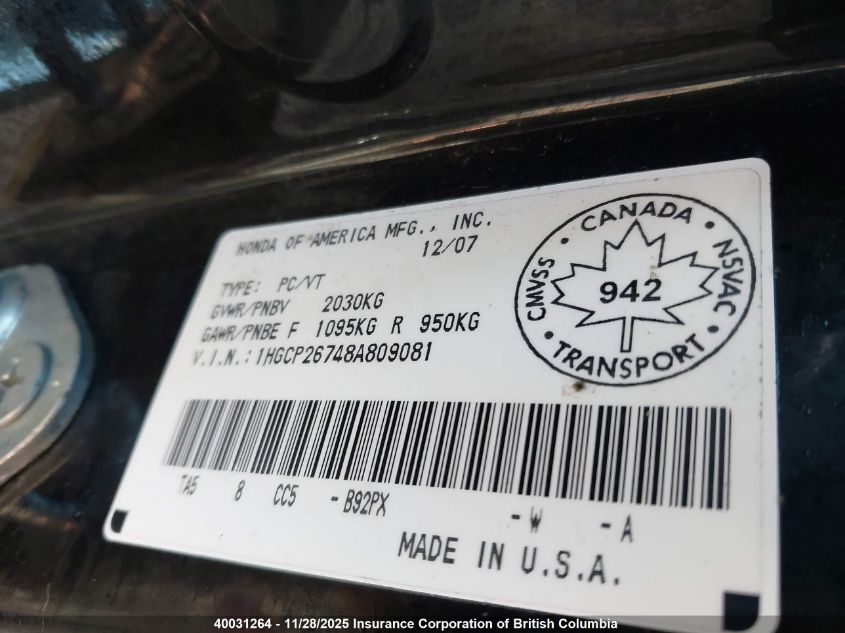 HONDA OF AMERICA MFG., INC.
12/07
TYPE: PC/VT
GVWR/PNBV 2030KG
GAWR/PNBE F 1095KG R 950KG
V.I.N.:1HGCP26748A809081
CANADA
CMVSS
942
NSVAC
TRANSPORT
TA5 8 CC5 -B92PX -W -A
MADE IN U.S.A.
40031264 - 11/28/2025 Insurance Corporation of British Columbia